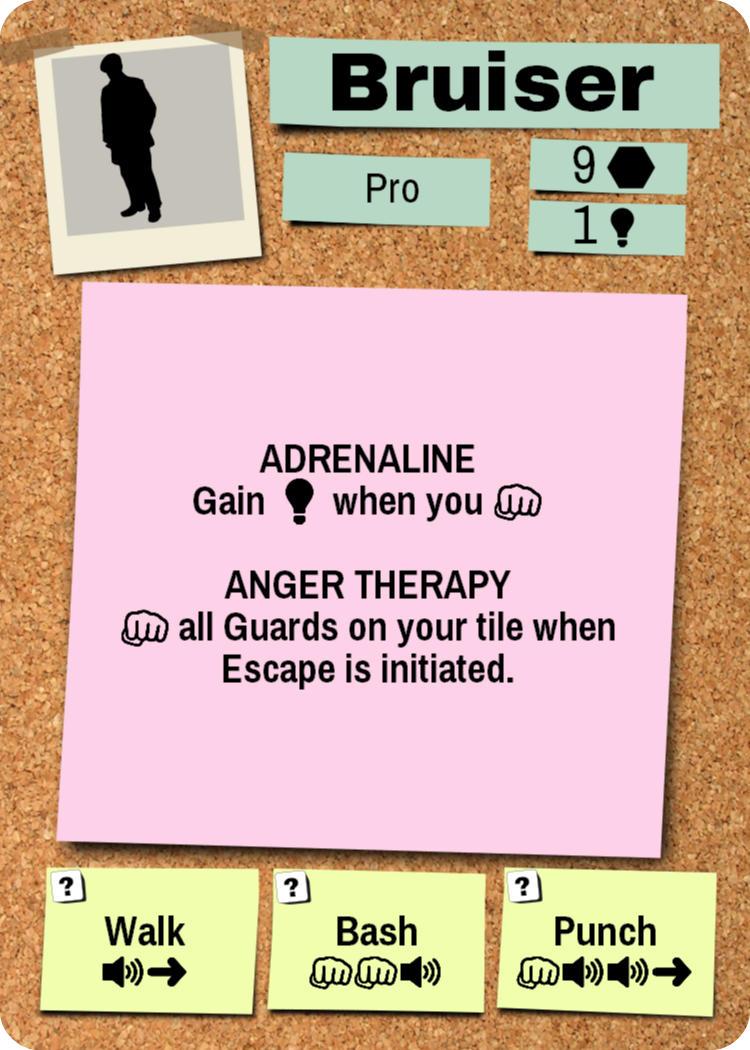 Bruiser
Pro
9
1
ADRENALINE
Gain when you
ANGER THERAPY
all Guards on your tile when
Escape is initiated.
?
Walk
?
Bash
?
Punch